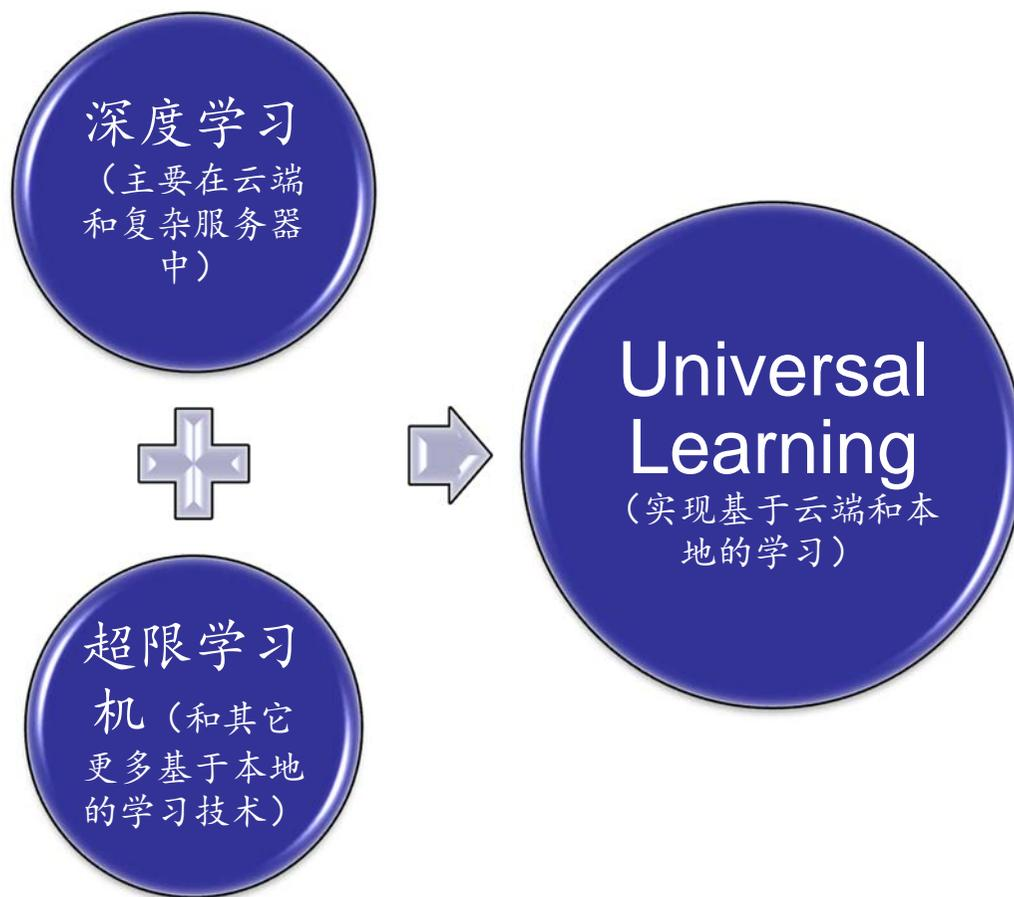 深度学习
（主要在云端
和复杂服务器
中）
超限学习
机（和其它
更多基于本地
的学习技术）
Universal
Learning
（实现基于云端和本
地的学习）